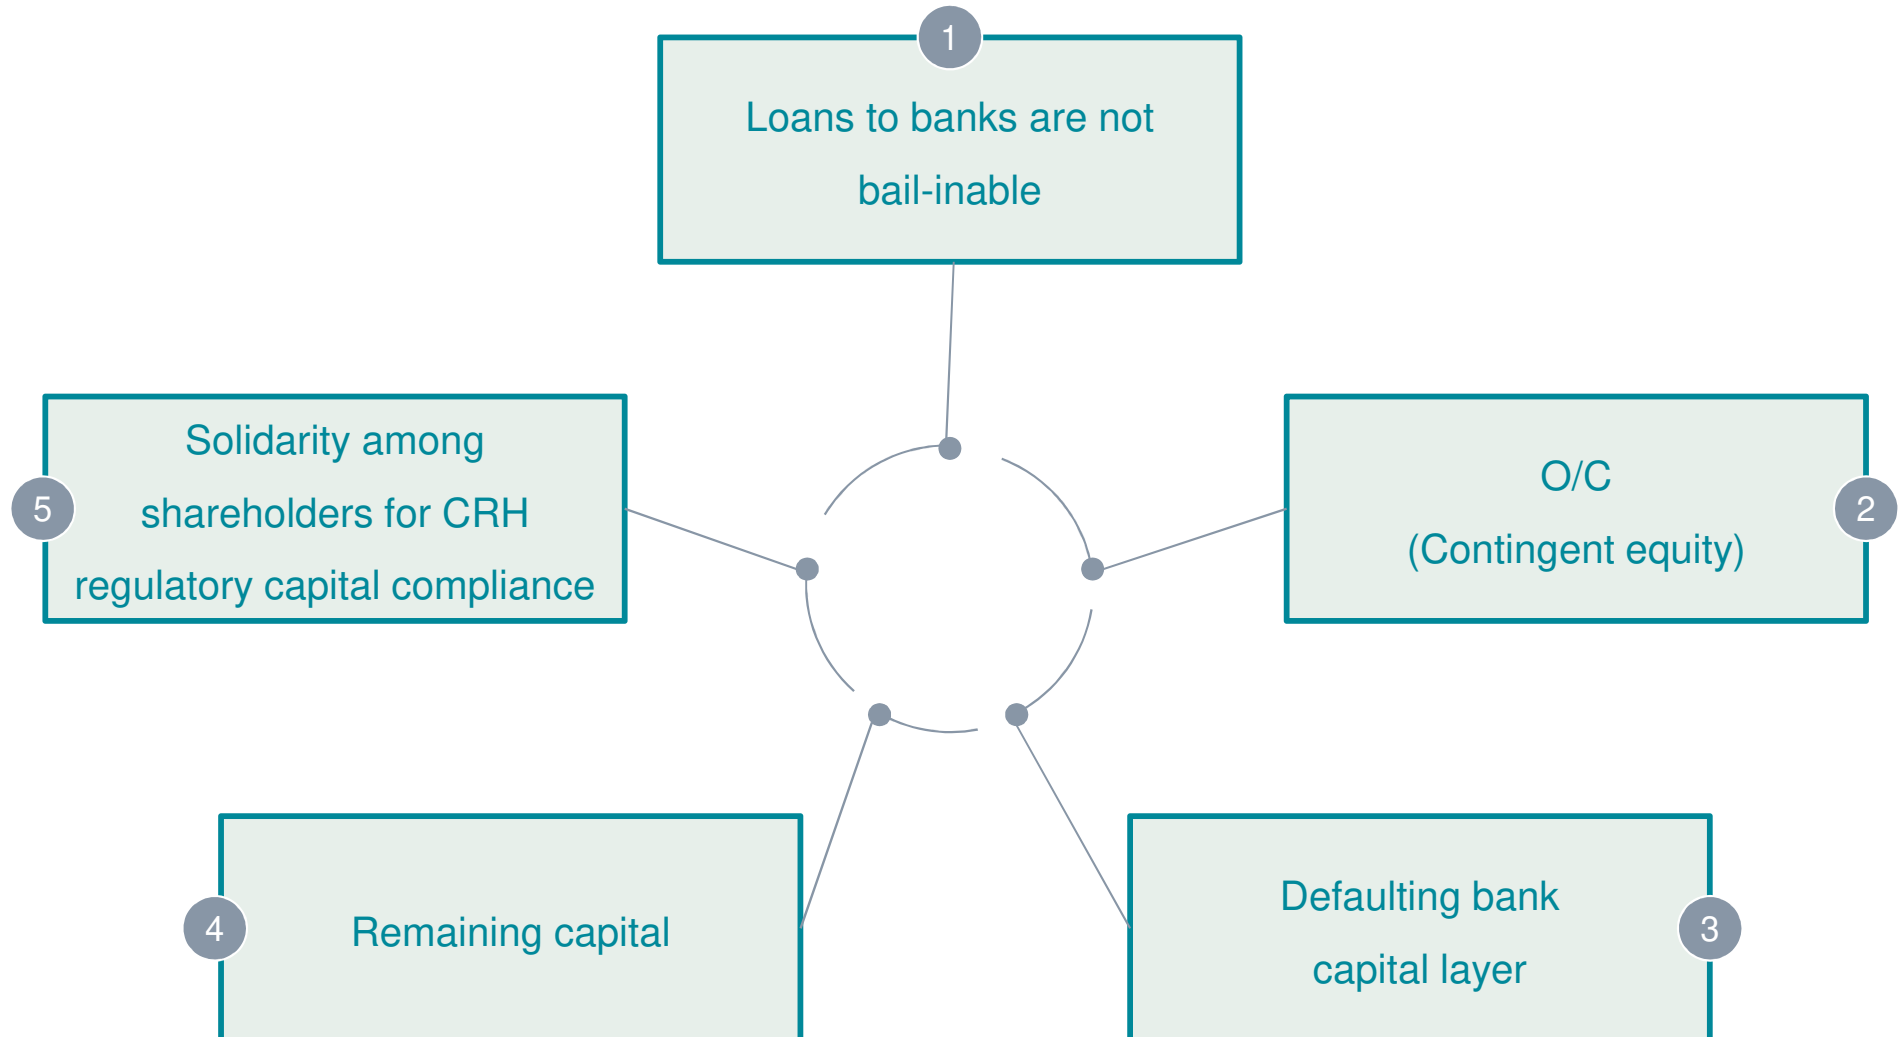 1
Loans to banks are not
bail-inable
2
O/C
(Contingent equity)
3
Defaulting bank
capital layer
4
Remaining capital
5
Solidarity among
shareholders for CRH
regulatory capital compliance